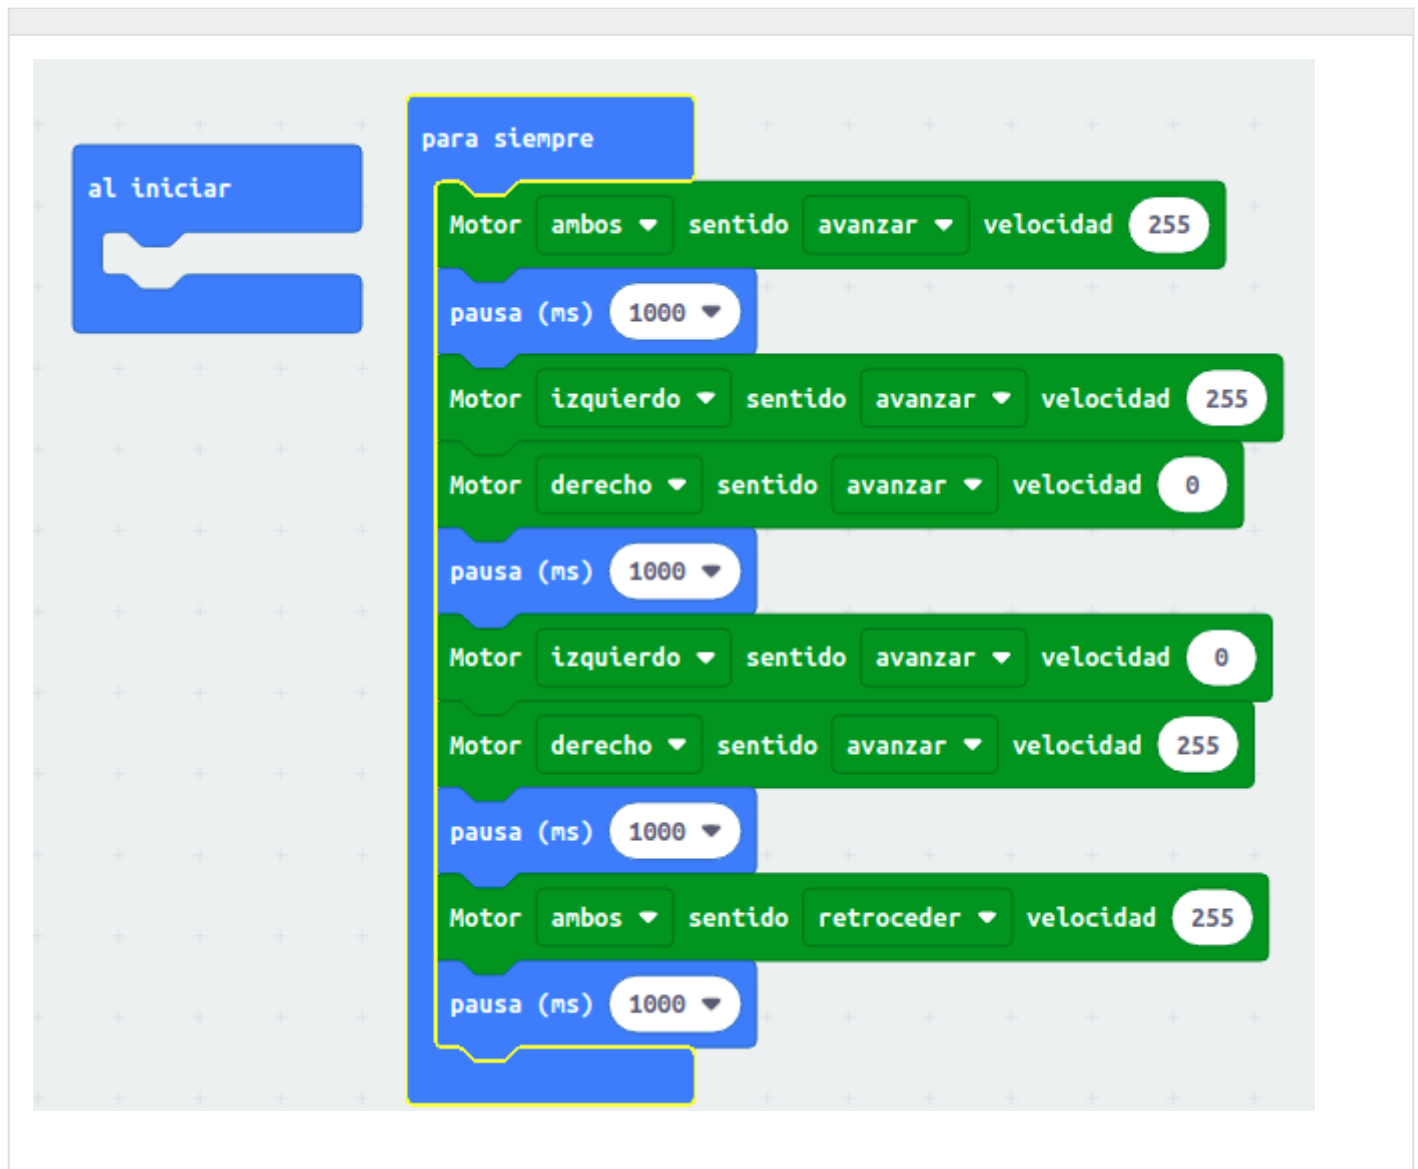 al iniciar
para siempre
Motor ambos sentido avanzar velocidad 255
pausa (ms) 1000
Motor izquierdo sentido avanzar velocidad 255
Motor derecho sentido avanzar velocidad 0
pausa (ms) 1000
Motor izquierdo sentido avanzar velocidad 0
Motor derecho sentido avanzar velocidad 255
pausa (ms) 1000
Motor ambos sentido retroceder velocidad 255
pausa (ms) 1000